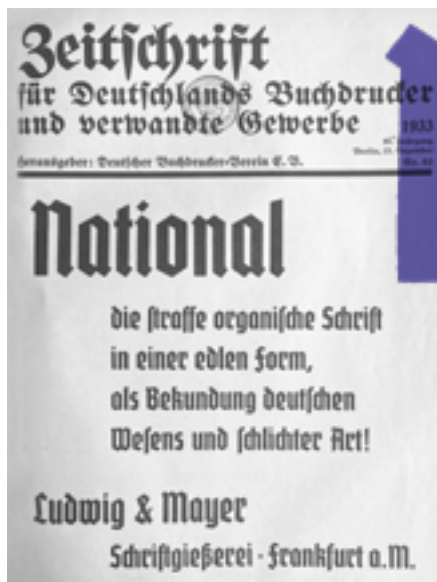 Zeitschrift
für Deutschlands Buchdrucker
und verwandte Gewerbe 1933
Herausgeber: Deutscher Buchdrucker-Verein E. V.
National
die straffe organische Schrift
in einer edlen Form,
als Bekundung deutschen
Wesens und schlichter Art!
Ludwig & Mayer
Schriftgießerei · Frankfurt a.M.